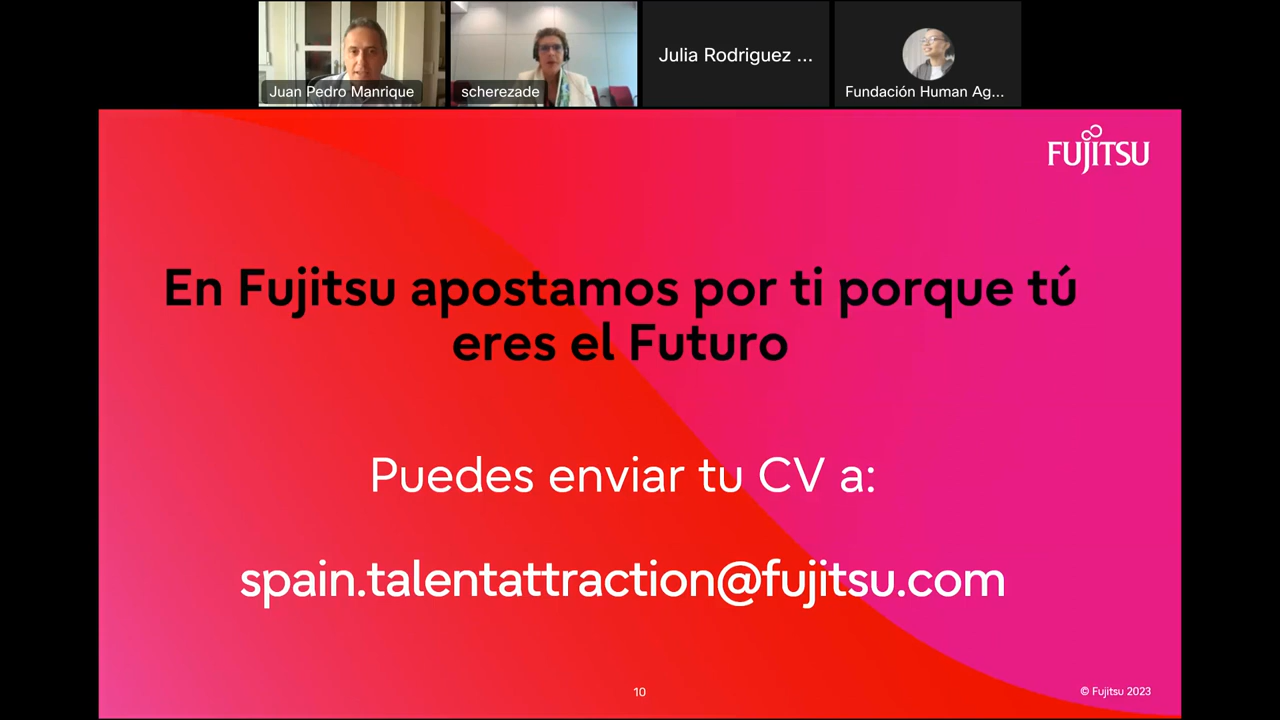 Juan Pedro Manrique
scherezade
Julia Rodriguez ...
Fundación Human Ag...
FUJITSU
En Fujitsu apostamos por ti porque tú
eres el Futuro
Puedes enviar tu CV a:
spain.talentattraction@fujitsu.com
10
© Fujitsu 2023